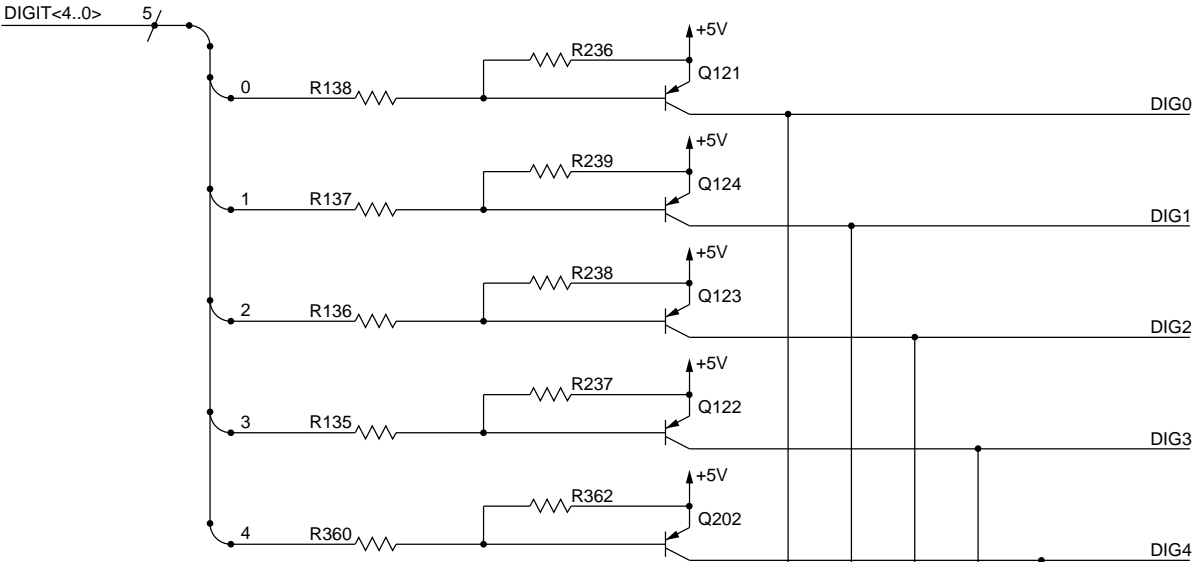 DIGIT<4..0> 5
+5V
R236
Q121
0 R138
DIG0
+5V
R239
Q124
1 R137
DIG1
+5V
R238
Q123
2 R136
DIG2
+5V
R237
Q122
3 R135
DIG3
+5V
R362
Q202
4 R360
DIG4